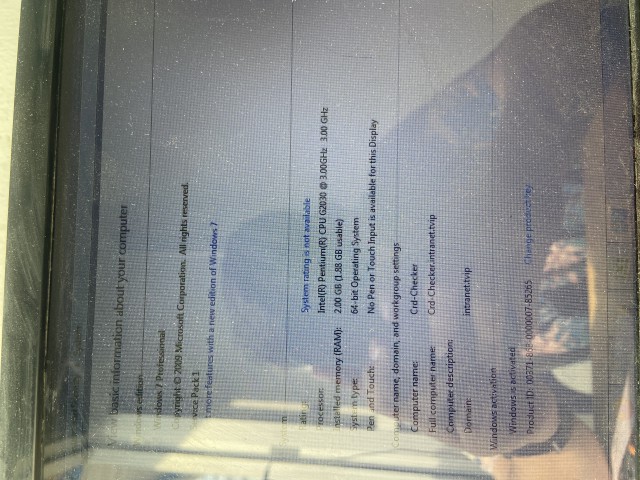 basic information about your computer
Windows edition
Windows 7 Professional
Copyright © 2009 Microsoft Corporation. All rights reserved.
Pack 1
more features with a new edition of Windows 7
System rating is not available
Processor: Intel(R) Pentium(R) CPU G2030 @ 3.00GHz 3.00 GHz
Installed memory (RAM): 2.00 GB (1.88 GB usable)
System type: 64-bit Operating System
Pen and Touch: No Pen or Touch Input is available for this Display
Computer name, domain, and workgroup settings
Computer name: Crd-Checker
Full computer name: Crd-Checker.intranet.tvip
Computer description:
Domain: intranet.tvip
Windows activation
Windows is activated
Product ID: Change product key